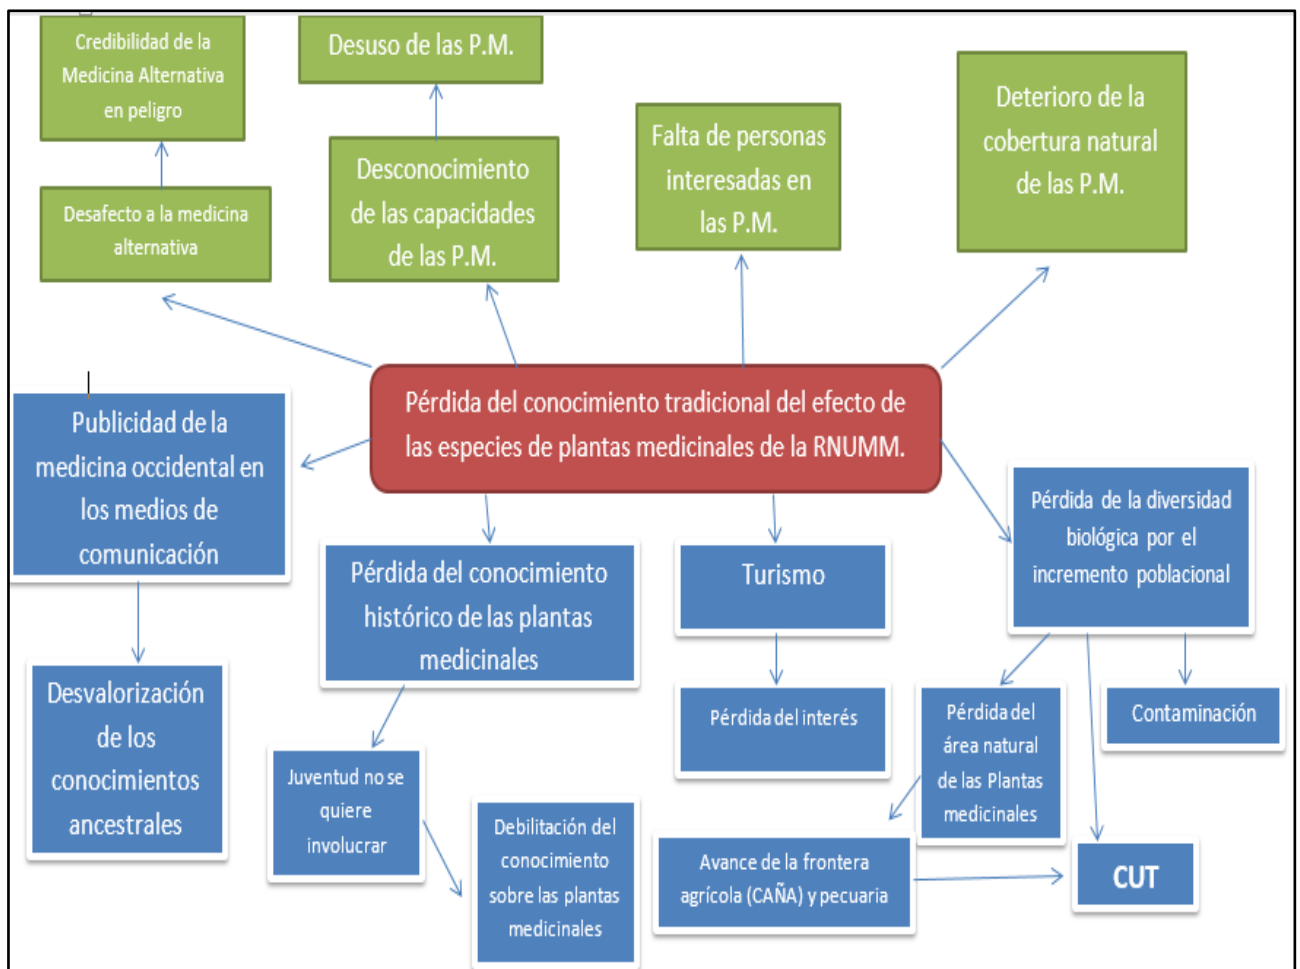 Credibilidad de la
Medicina Alternativa
en peligro
Desuso de las P.M.
Deterioro de la
cobertura natural
de las P.M.
Falta de personas
interesadas en
las P.M.
Desconocimiento
de las capacidades
de las P.M.
Desafecto a la medicina
alternativa
Pérdida del conocimiento tradicional del efecto de
las especies de plantas medicinales de la RNUMM.
Publicidad de la
medicina occidental en
los medios de
comunicación
Pérdida del conocimiento
histórico de las plantas
medicinales
Turismo
Pérdida de la diversidad
biológica por el
incremento poblacional
Desvalorización
de los
conocimientos
ancestrales
Juventud no se
quiere
involucrar
Debilitación del
conocimiento
sobre las plantas
medicinales
Pérdida del interés
Pérdida del
área natural
de las Plantas
medicinales
Contaminación
Avance de la frontera
agrícola (CAÑA) y pecuaria
CUT